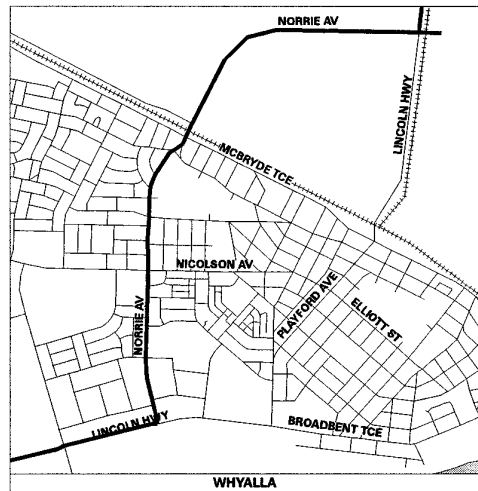 NORRIE AV
LINCOLN HWY
MCBRYDE TCE
NICOLSON AV
PLAYFORD AVE
ELLIOTT ST
NORRIE AV
LINCOLN HWY
BROADBENT TCE
WHYALLA